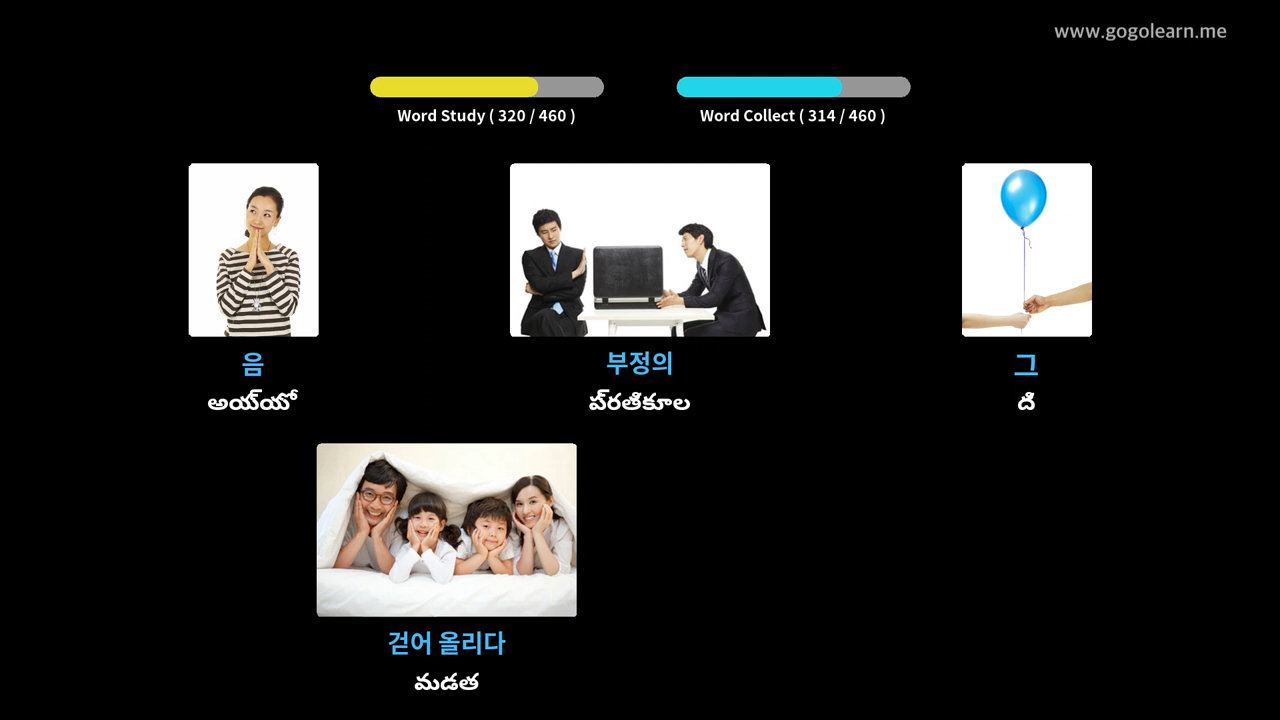 www.gogolearn.me
Word Study ( 320 / 460 )
Word Collect ( 314 / 460 )
음
అయ్యో
부정의
ప్రతికూల
그
ది
걷어 올리다
మడత